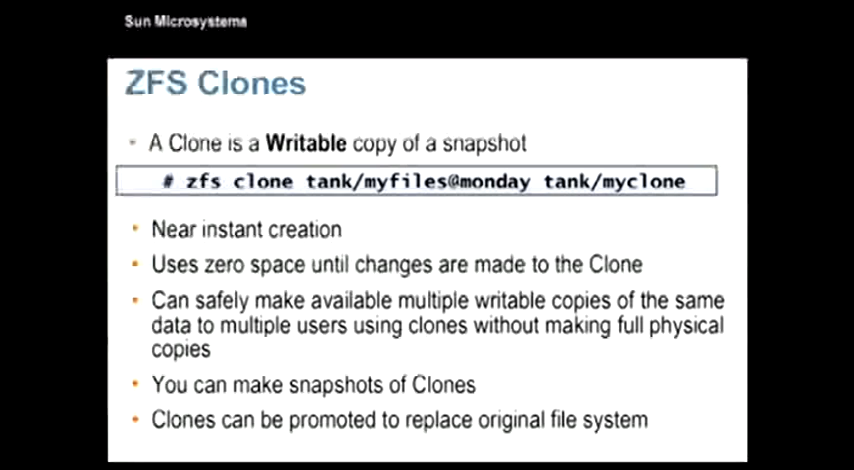 Sun Microsystems
ZFS Clones
• A Clone is a Writable copy of a snapshot
# zfs clone tank/myfiles@monday tank/myclone
• Near instant creation
• Uses zero space until changes are made to the Clone
• Can safely make available multiple writable copies of the same
data to multiple users using clones without making full physical
copies
• You can make snapshots of Clones
• Clones can be promoted to replace original file system